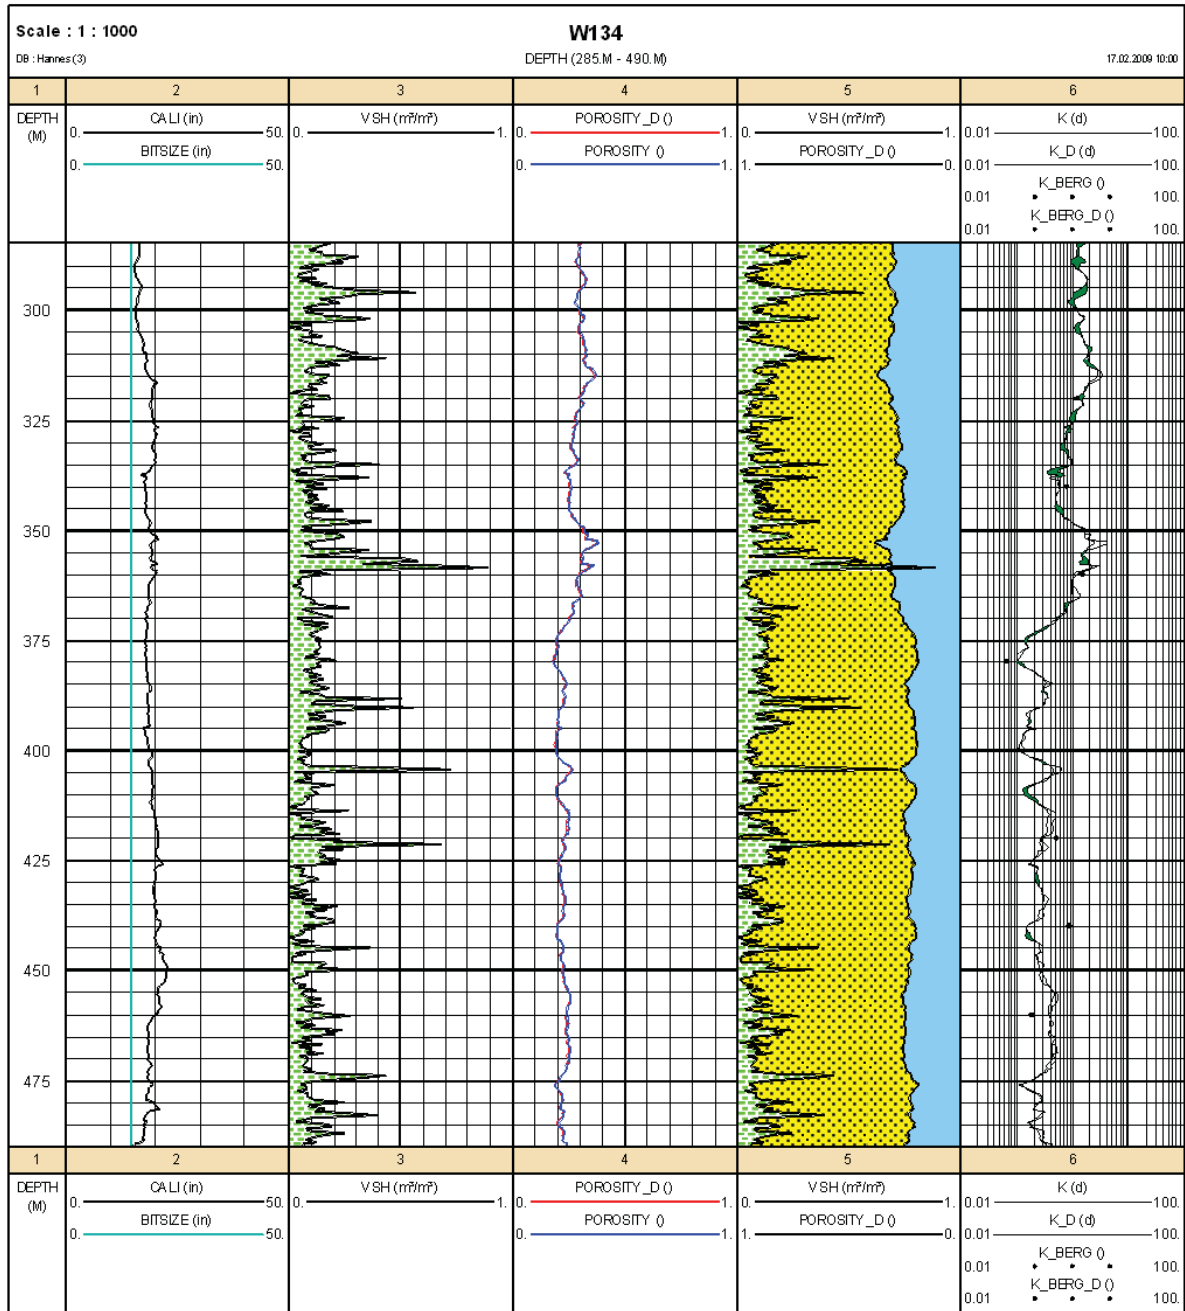 Scale : 1 : 1000
W134
DB : Hannes (3)
DEPTH (285.M - 490.M)
17.02.2009 10:00
1 2 3 4 5 6
DEPTH (M)
0. CALI (in) 50.
0. BITSIZE (in) 50.
0. VSH (m³/m³) 1.
0. POROSITY_D () 1.
0. POROSITY () 1.
0. VSH (m³/m³) 1.
1. POROSITY_D () 0.
0.01 K (d) 100.
0.01 K_D (d) 100.
K_BERG ()
0.01 100.
K_BERG_D ()
0.01 100.
300
325
350
375
400
425
450
475
1 2 3 4 5 6
DEPTH (M)
0. CALI (in) 50.
0. BITSIZE (in) 50.
0. VSH (m³/m³) 1.
0. POROSITY_D () 1.
0. POROSITY () 1.
0. VSH (m³/m³) 1.
1. POROSITY_D () 0.
0.01 K (d) 100.
0.01 K_D (d) 100.
K_BERG ()
0.01 100.
K_BERG_D ()
0.01 100.